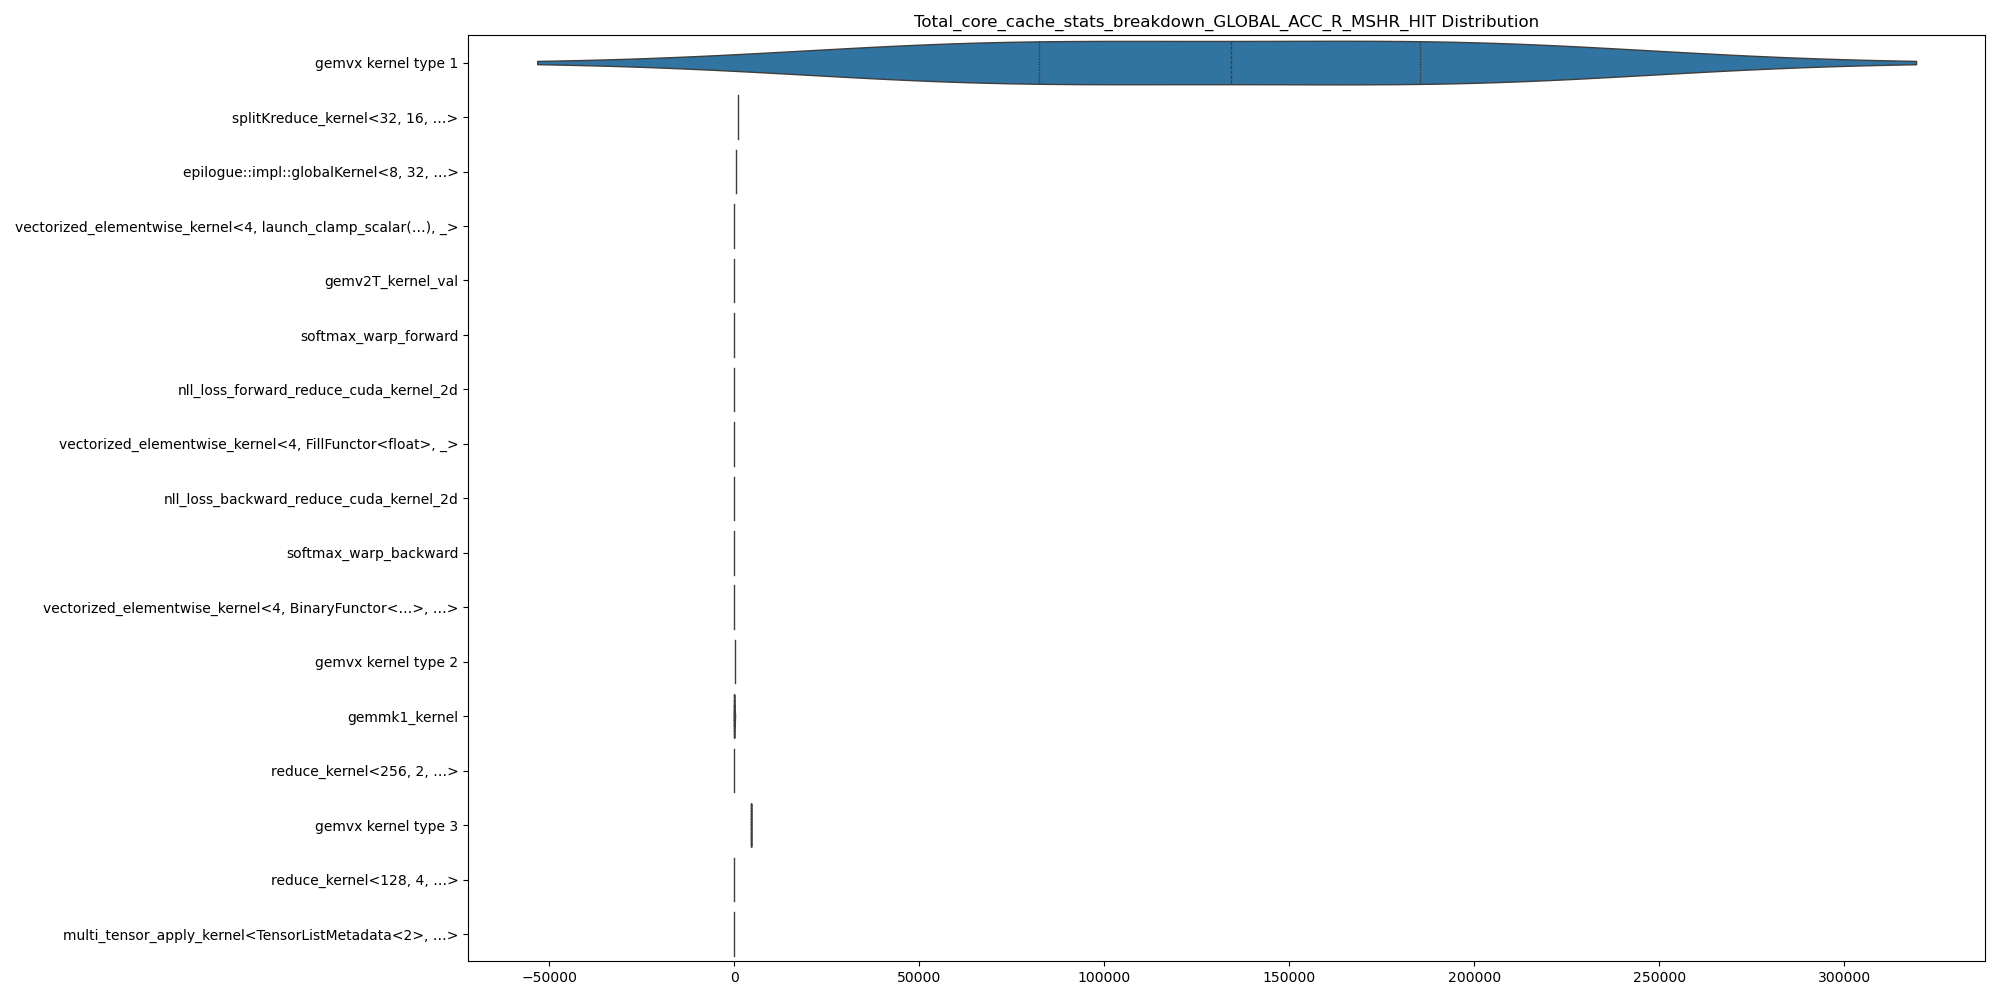 Total_core_cache_stats_breakdown_GLOBAL_ACC_R_MSHR_HIT Distribution
gemvx kernel type 1
splitKreduce_kernel<32, 16, ...>
epilogue::impl::globalKernel<8, 32, ...>
vectorized_elementwise_kernel<4, launch_clamp_scalar(...), _>
gemv2T_kernel_val
softmax_warp_forward
nll_loss_forward_reduce_cuda_kernel_2d
vectorized_elementwise_kernel<4, FillFunctor<float>, _>
nll_loss_backward_reduce_cuda_kernel_2d
softmax_warp_backward
vectorized_elementwise_kernel<4, BinaryFunctor<...>, ...>
gemvx kernel type 2
gemmk1_kernel
reduce_kernel<256, 2, ...>
gemvx kernel type 3
reduce_kernel<128, 4, ...>
multi_tensor_apply_kernel<TensorListMetadata<2>, ...>
−50000 0 50000 100000 150000 200000 250000 300000